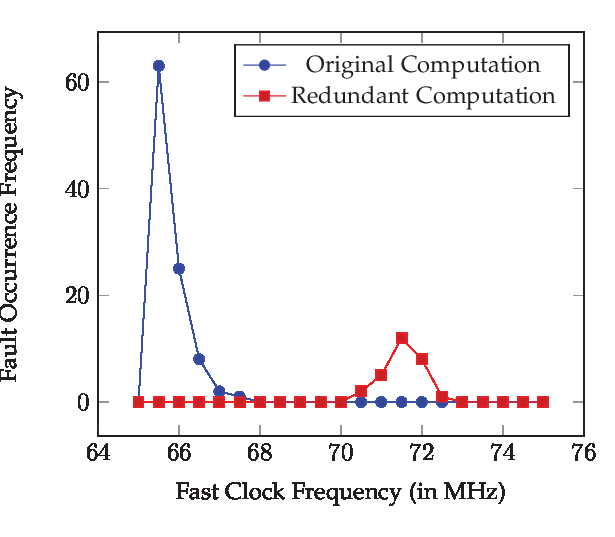 Original Computation
Redundant Computation
60
40
20
0
64
66
68
70
72
74
76
Fault Occurrence Frequency
Fast Clock Frequency (in MHz)